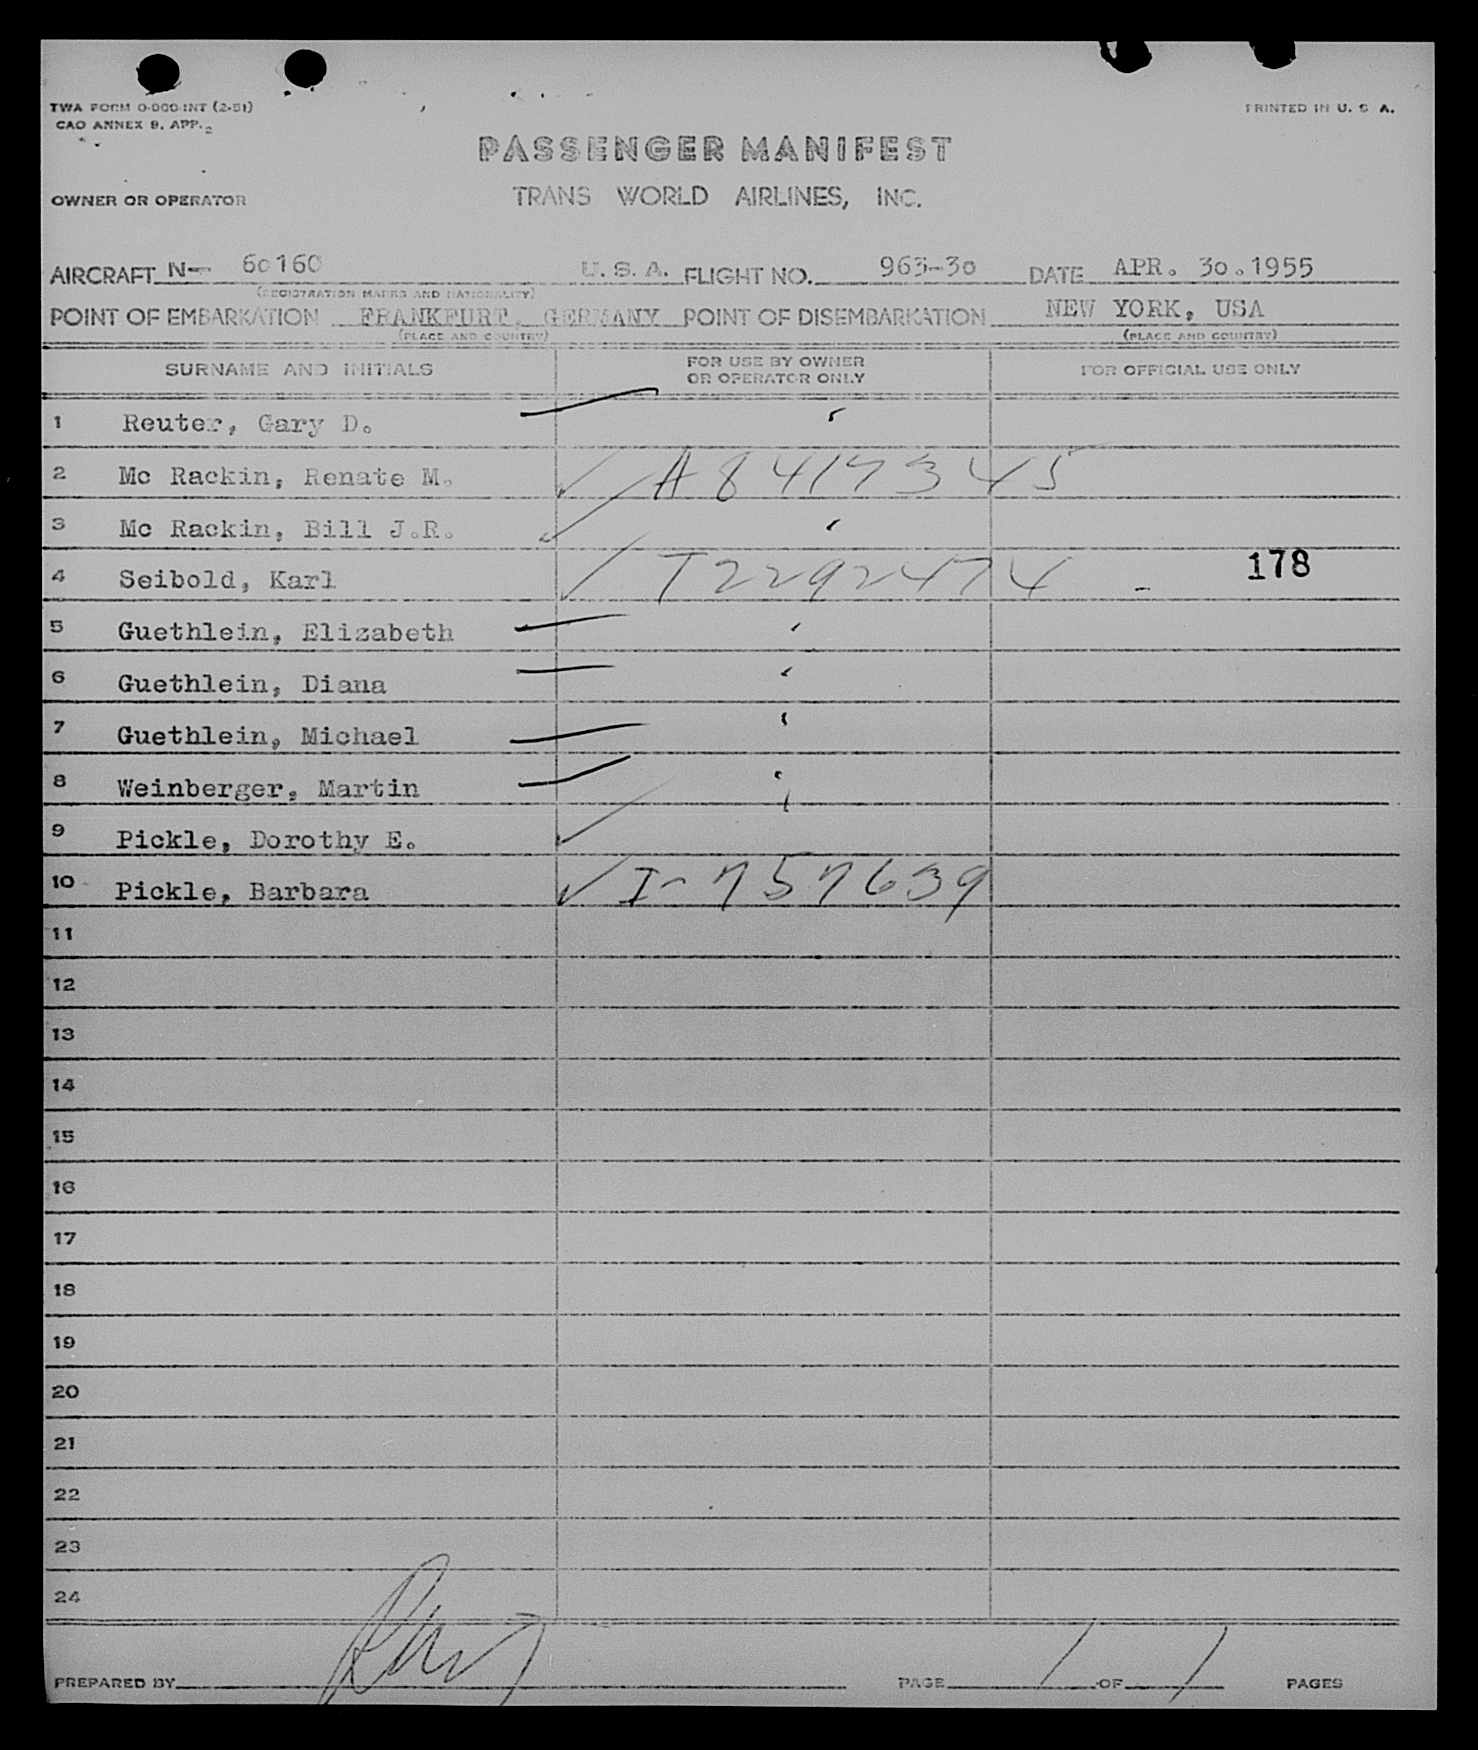 TWA FORM O-000-INT (2-51)
CAO ANNEX 9, APP. 2
PRINTED IN U. S. A.
PASSENGER MANIFEST
OWNER OR OPERATOR
TRANS WORLD AIRLINES, INC.
AIRCRAFT N- 60160 U. S. A. FLIGHT NO. 963-30 DATE APR. 30.1955
(REGISTRATION MARKS AND NATIONALITY)
POINT OF EMBARKATION FRANKFURT, GERMANY POINT OF DISEMBARKATION NEW YORK, USA
(PLACE AND COUNTRY) (PLACE AND COUNTRY)
SURNAME AND INITIALS FOR USE BY OWNER OR OPERATOR ONLY FOR OFFICIAL USE ONLY
1 Reuter, Gary D.
2 Mc Rackin, Renate M. ✓ A8417345
3 Mc Rackin, Bill J.R. ✓
4 Seibold, Karl ✓ T2292474 - 178
5 Guethlein, Elizabeth
6 Guethlein, Diana
7 Guethlein, Michael
8 Weinberger, Martin
9 Pickle, Dorothy E. ✓
10 Pickle, Barbara ✓ I-757639
11
12
13
14
15
16
17
18
19
20
21
22
23
24
PREPARED BY PAGE 1 OF 1 PAGES